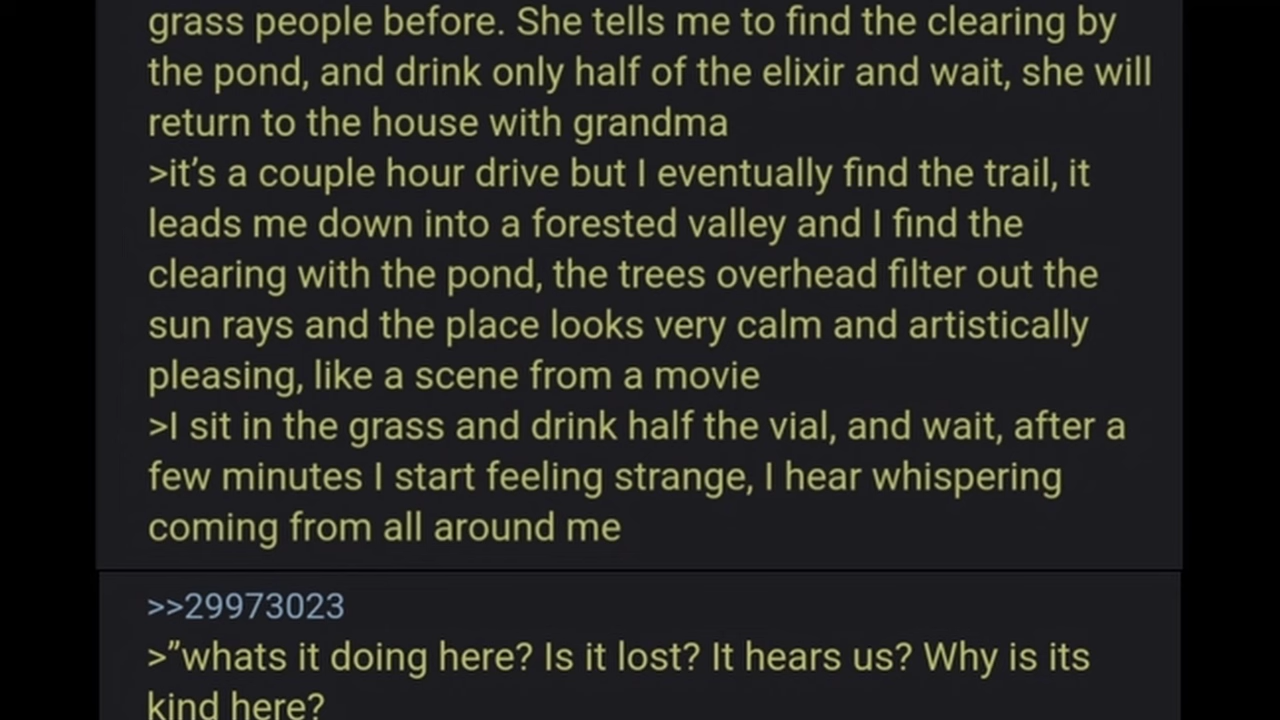 grass people before. She tells me to find the clearing by
the pond, and drink only half of the elixir and wait, she will
return to the house with grandma
>it’s a couple hour drive but I eventually find the trail, it
leads me down into a forested valley and I find the
clearing with the pond, the trees overhead filter out the
sun rays and the place looks very calm and artistically
pleasing, like a scene from a movie
>I sit in the grass and drink half the vial, and wait, after a
few minutes I start feeling strange, I hear whispering
coming from all around me
>>29973023
>”whats it doing here? Is it lost? It hears us? Why is its
kind here?